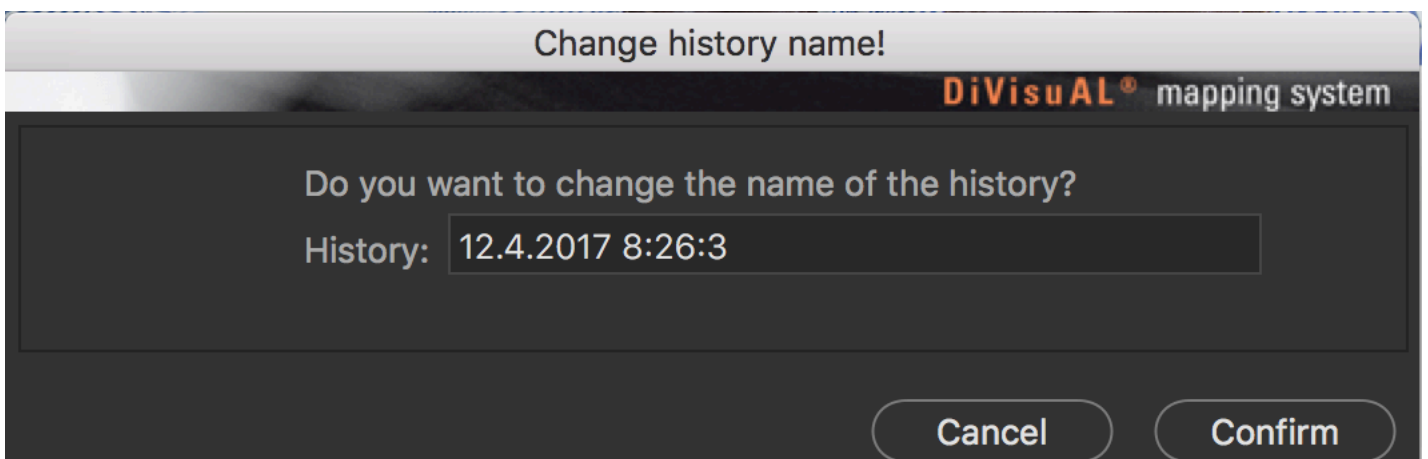 Change history name!
DiVisuAL® mapping system
Do you want to change the name of the history?
History: 12.4.2017 8:26:3
Cancel Confirm